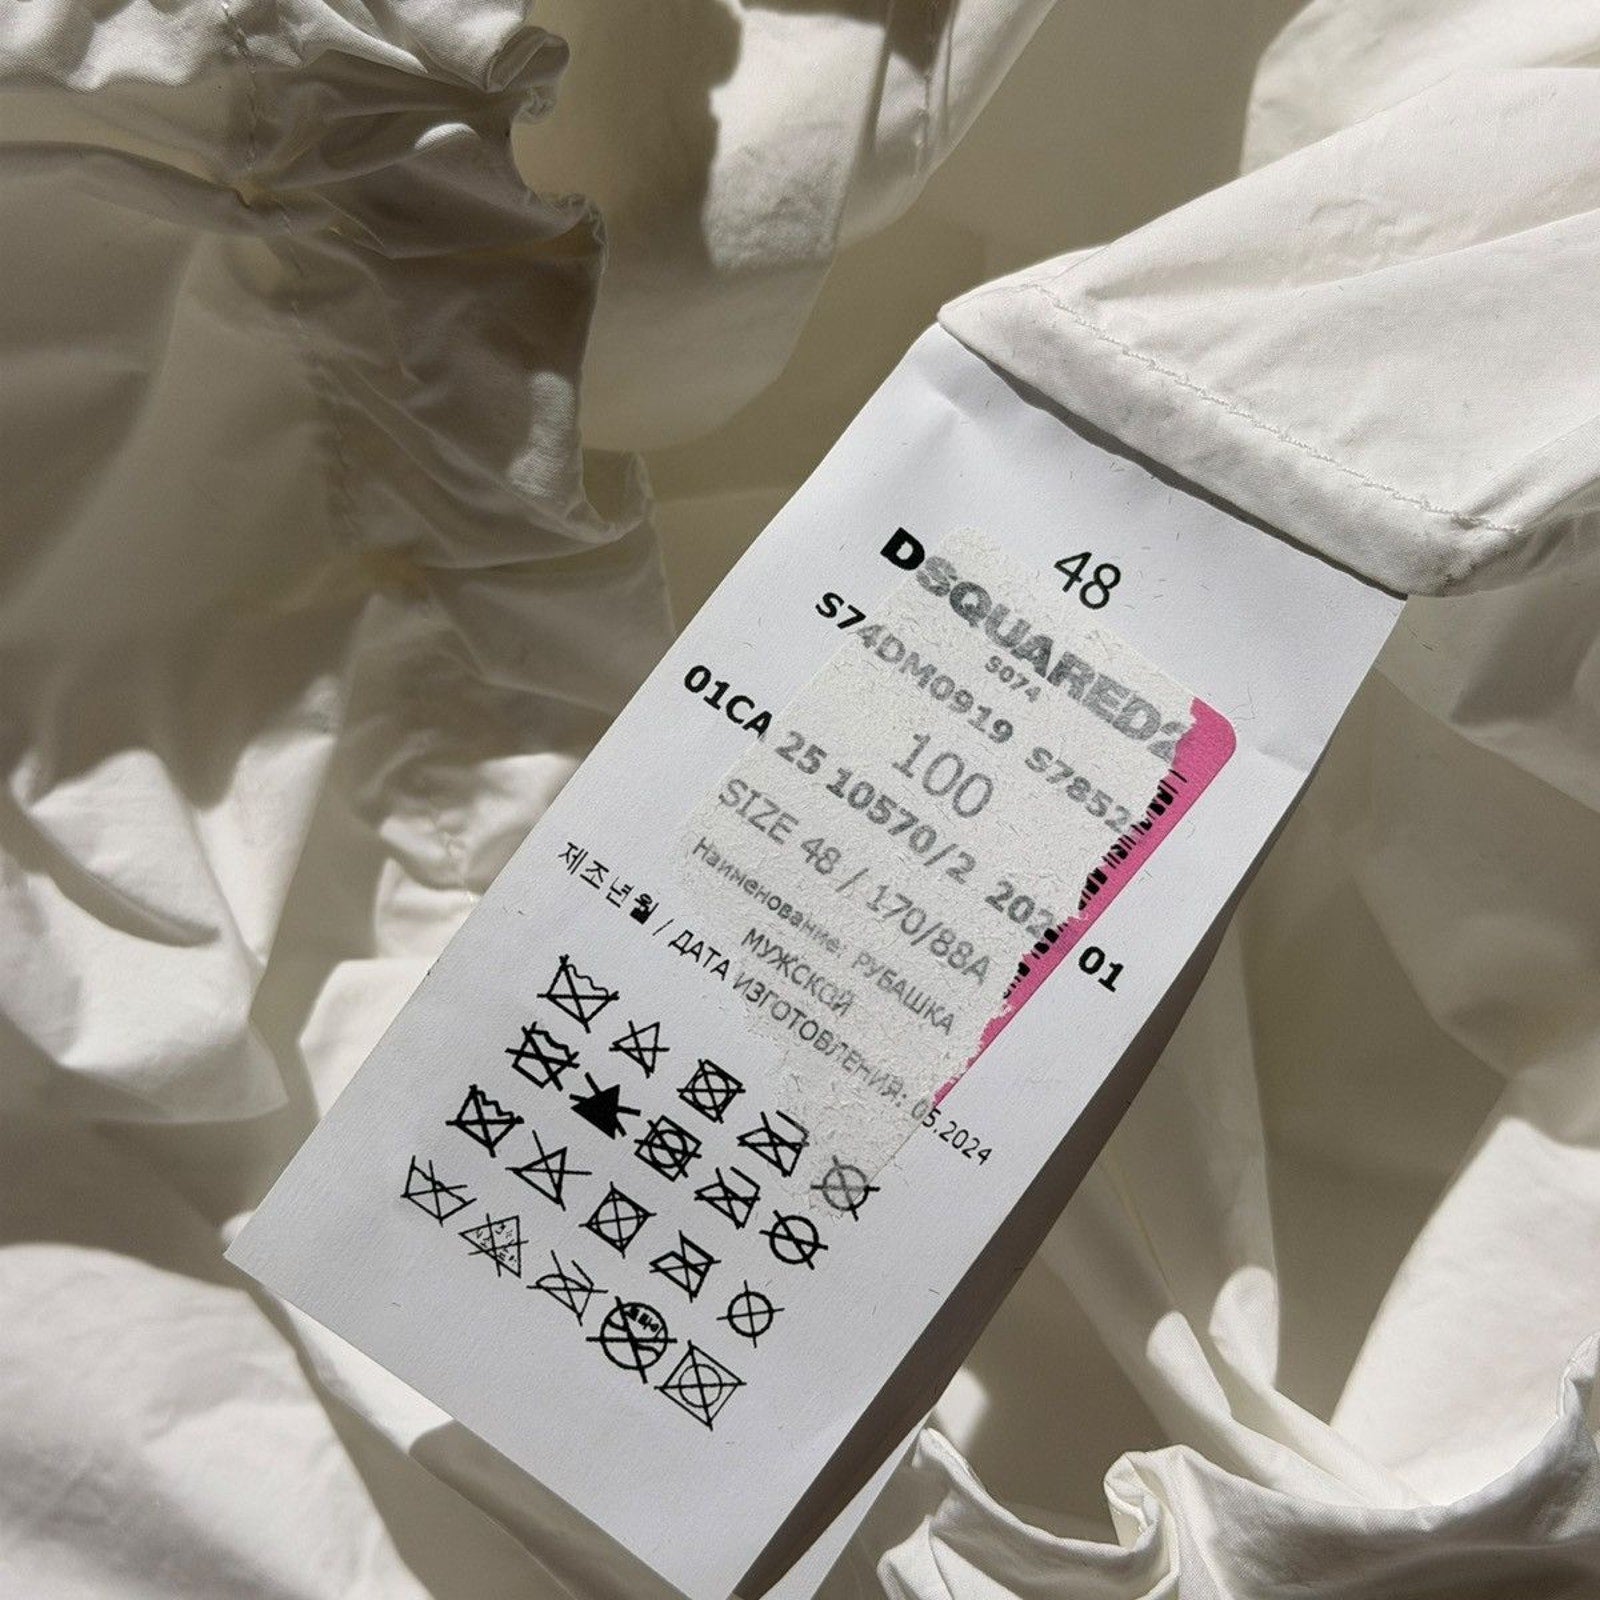 48
DSQUARED2
S074
S74DM0919 S7852
100
01CA 25 10570/2 202 01
SIZE 48 / 170/88A
Наименование: РУБАШКА
МУЖСКОЙ
제조년월 / ДАТА ИЗГОТОВЛЕНИЯ: 05.2024